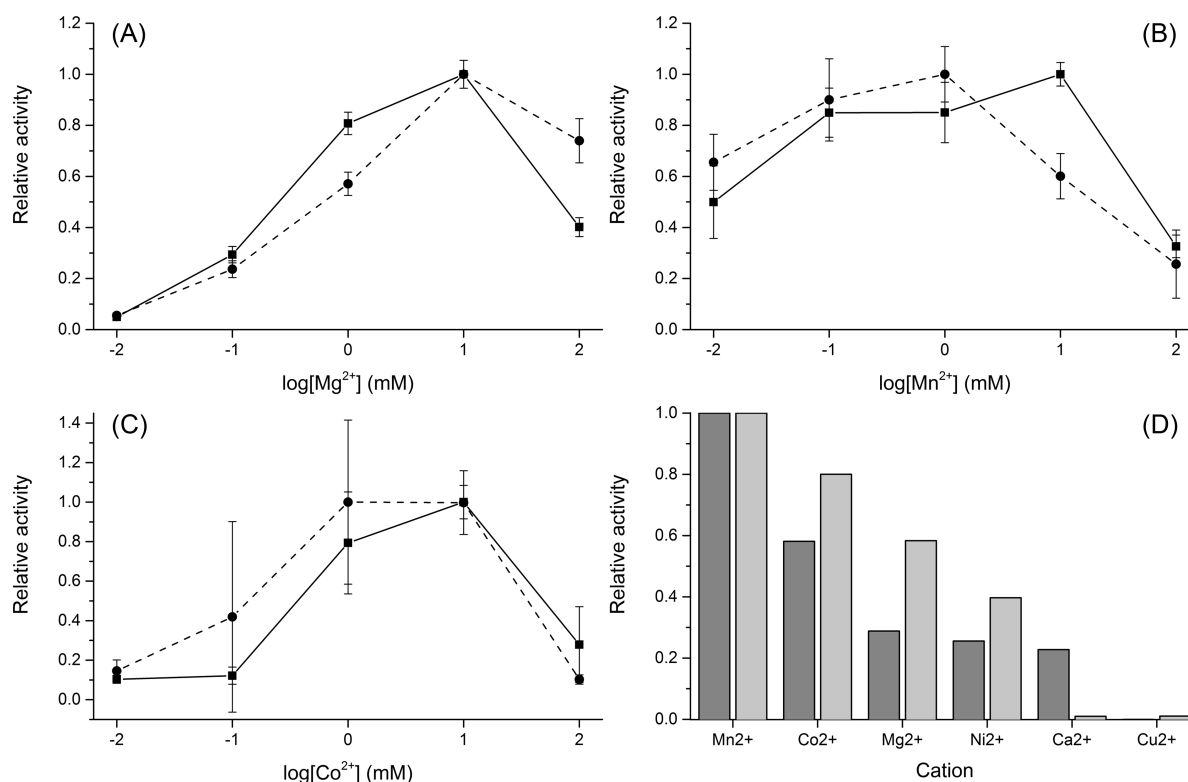 (A)
Relative activity
1.2
1.0
0.8
0.6
0.4
0.2
0.0
-2 -1 0 1 2
log[Mg²⁺] (mM)
(B)
Relative activity
1.2
1.0
0.8
0.6
0.4
0.2
0.0
-2 -1 0 1 2
log[Mn²⁺] (mM)
(C)
Relative activity
1.4
1.2
1.0
0.8
0.6
0.4
0.2
0.0
-2 -1 0 1 2
log[Co²⁺] (mM)
(D)
Relative activity
1.0
0.8
0.6
0.4
0.2
0.0
Mn2+ Co2+ Mg2+ Ni2+ Ca2+ Cu2+
Cation